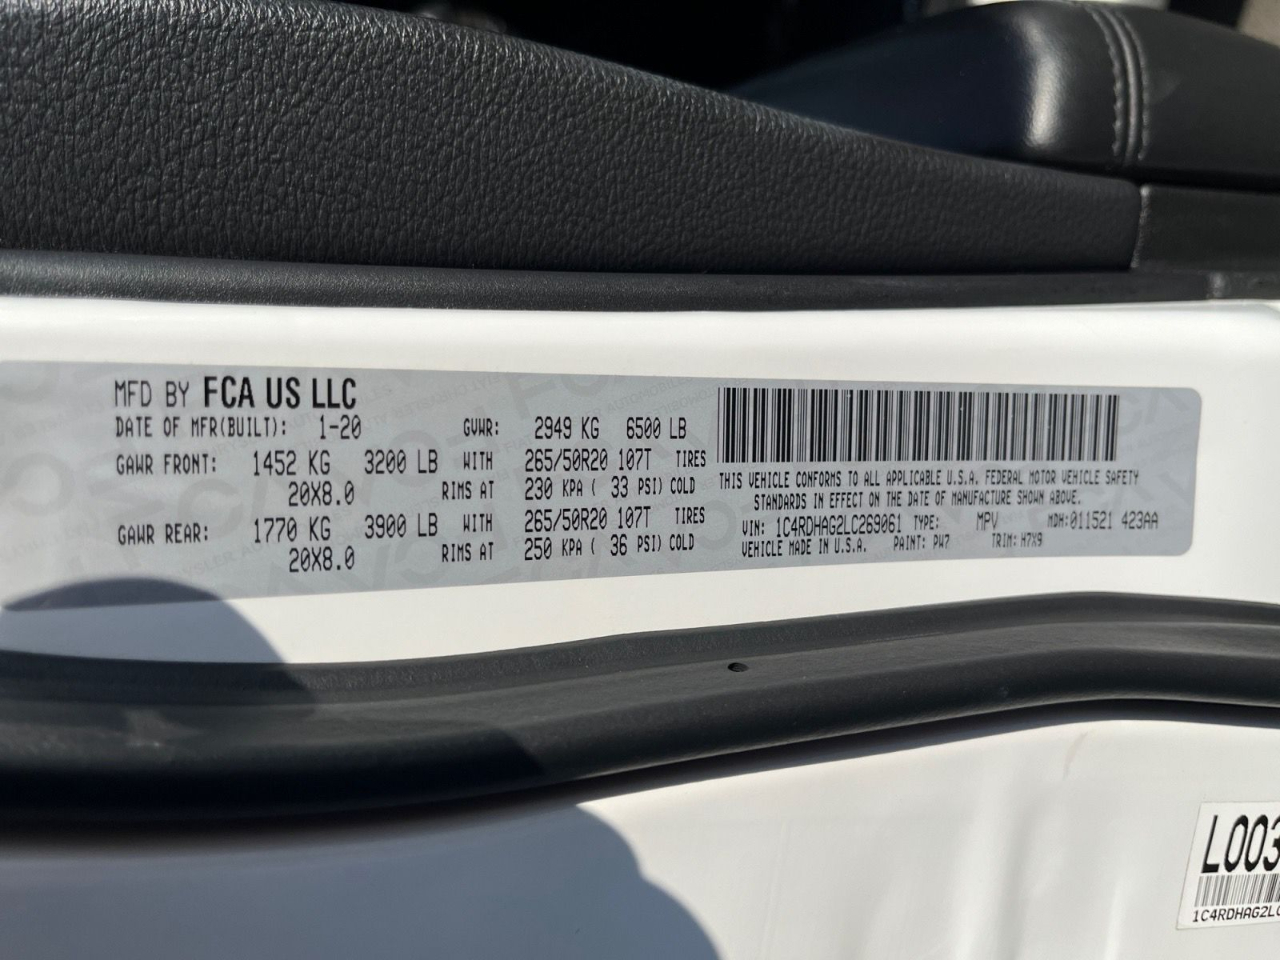 MFD BY FCA US LLC
DATE OF MFR(BUILT): 1-20 GVWR: 2949 KG 6500 LB
GAWR FRONT: 1452 KG 3200 LB WITH 265/50R20 107T TIRES
20X8.0 RIMS AT 230 KPA ( 33 PSI) COLD
GAWR REAR: 1770 KG 3900 LB WITH 265/50R20 107T TIRES
20X8.0 RIMS AT 250 KPA ( 36 PSI) COLD
THIS VEHICLE CONFORMS TO ALL APPLICABLE U.S.A. FEDERAL MOTOR VEHICLE SAFETY
STANDARDS IN EFFECT ON THE DATE OF MANUFACTURE SHOWN ABOVE.
VIN: 1C4RDHAG2LC269061 TYPE: MPV MDH:011521 423AA
VEHICLE MADE IN U.S.A. PAINT: PW7 TRIM: H7X9
L003
1C4RDHAG2LC